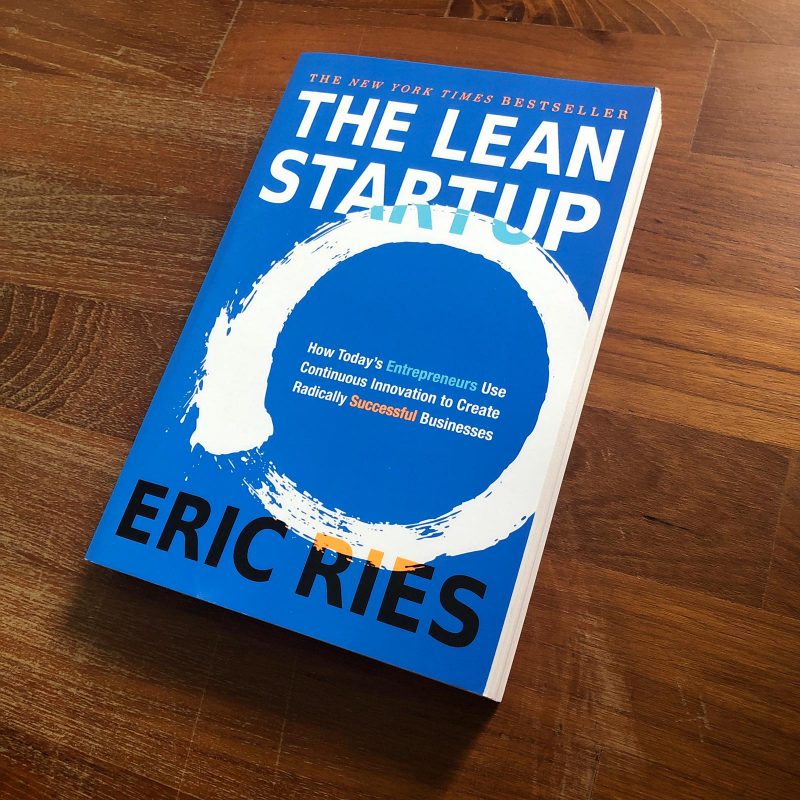 THE NEW YORK TIMES BESTSELLER
THE LEAN
STARTUP
How Today's Entrepreneurs Use
Continuous Innovation to Create
Radically Successful Businesses
ERIC RIES